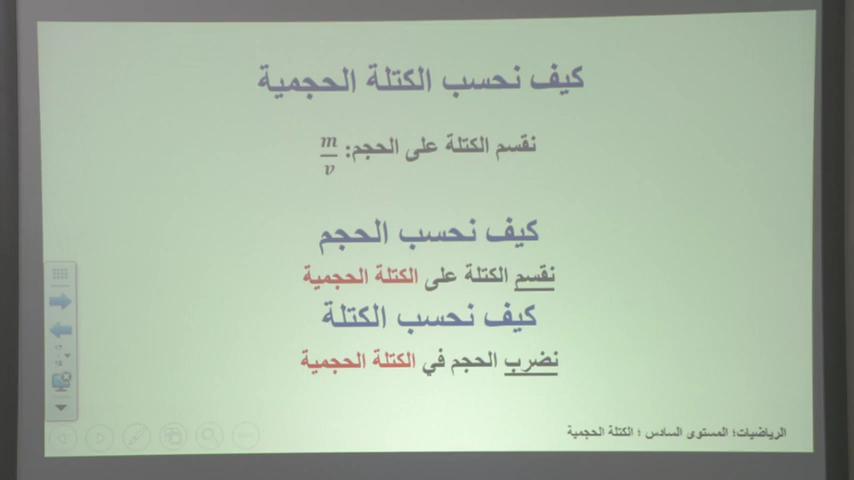 كيف نحسب الكتلة الحجمية
نقسم الكتلة على الحجم: m/v
كيف نحسب الحجم
نقسم الكتلة على الكتلة الحجمية
كيف نحسب الكتلة
نضرب الحجم في الكتلة الحجمية
الرياضيات؛ المستوى السادس ؛ الكتلة الحجمية